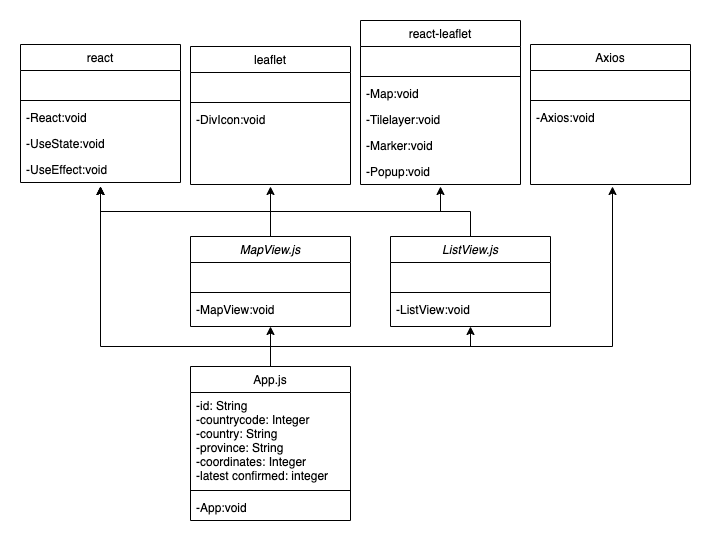 react
-React:void
-UseState:void
-UseEffect:void
leaflet
-DivIcon:void
react-leaflet
-Map:void
-Tilelayer:void
-Marker:void
-Popup:void
Axios
-Axios:void
MapView.js
-MapView:void
ListView.js
-ListView:void
App.js
-id: String
-countrycode: Integer
-country: String
-province: String
-coordinates: Integer
-latest confirmed: integer
-App:void